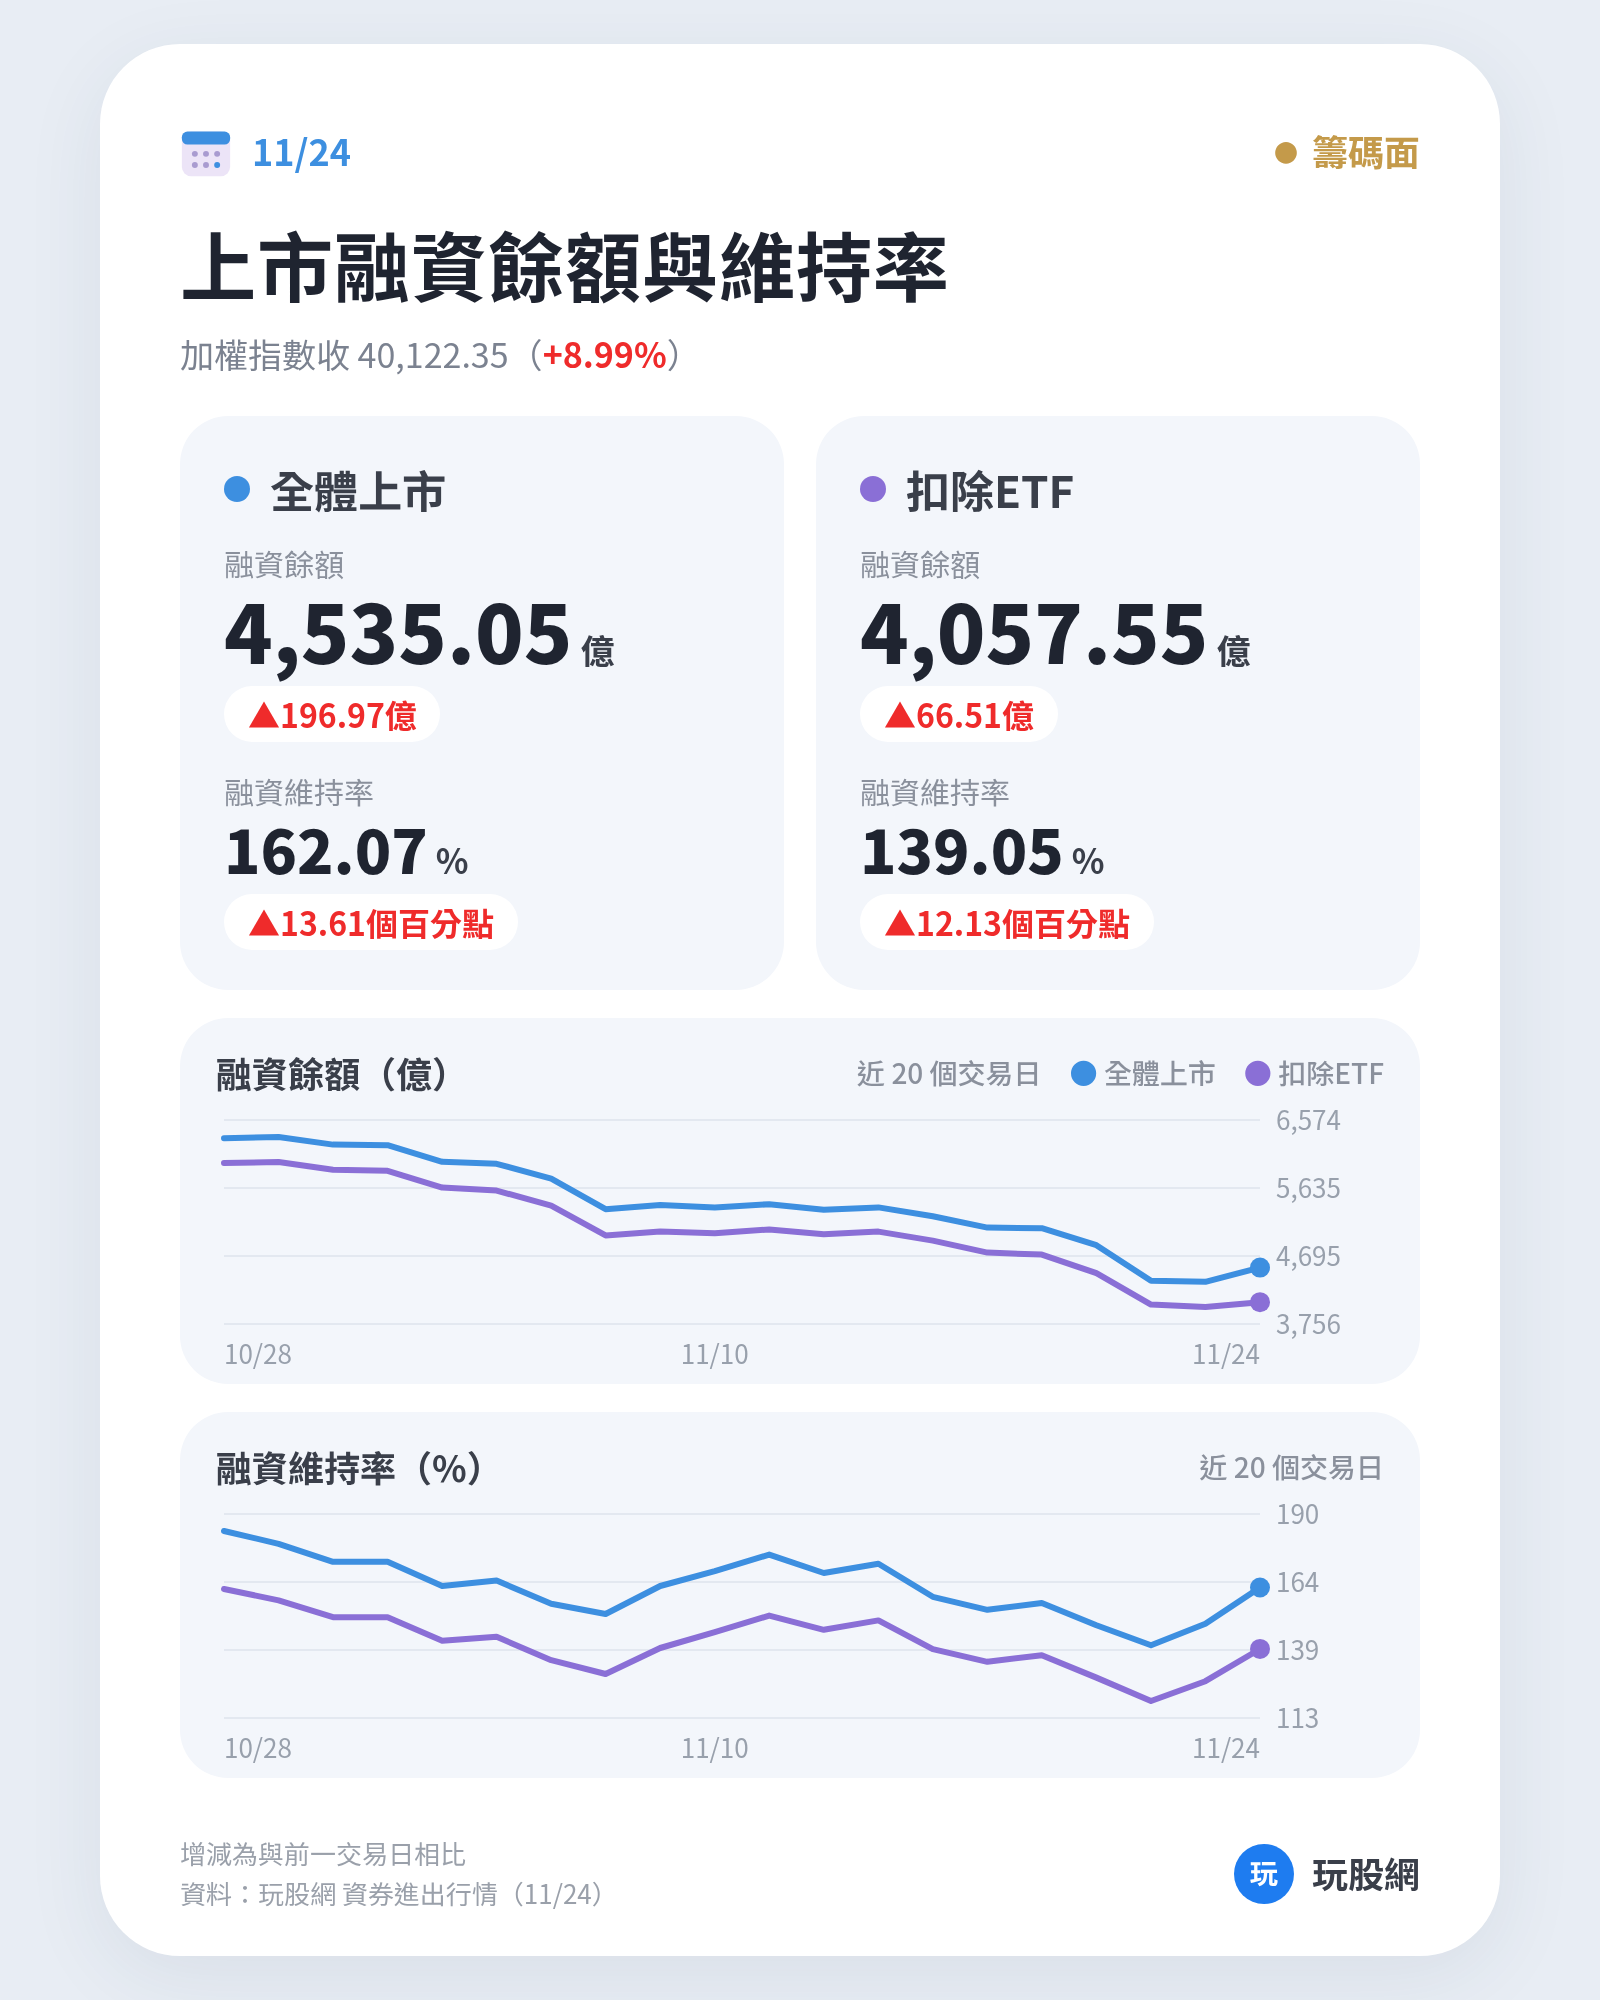 11/24
籌碼面
上市融資餘額與維持率
加權指數收 40,122.35（+8.99%）
全體上市
融資餘額
4,535.05 億
▲196.97億
融資維持率
162.07 %
▲13.61個百分點
扣除ETF
融資餘額
4,057.55 億
▲66.51億
融資維持率
139.05 %
▲12.13個百分點
融資餘額（億）
近 20 個交易日 全體上市 扣除ETF
6,574
5,635
4,695
3,756
10/28 11/10 11/24
融資維持率（%）
近 20 個交易日
190
164
139
113
10/28 11/10 11/24
增減為與前一交易日相比
資料：玩股網 資券進出行情（11/24）
玩 玩股網